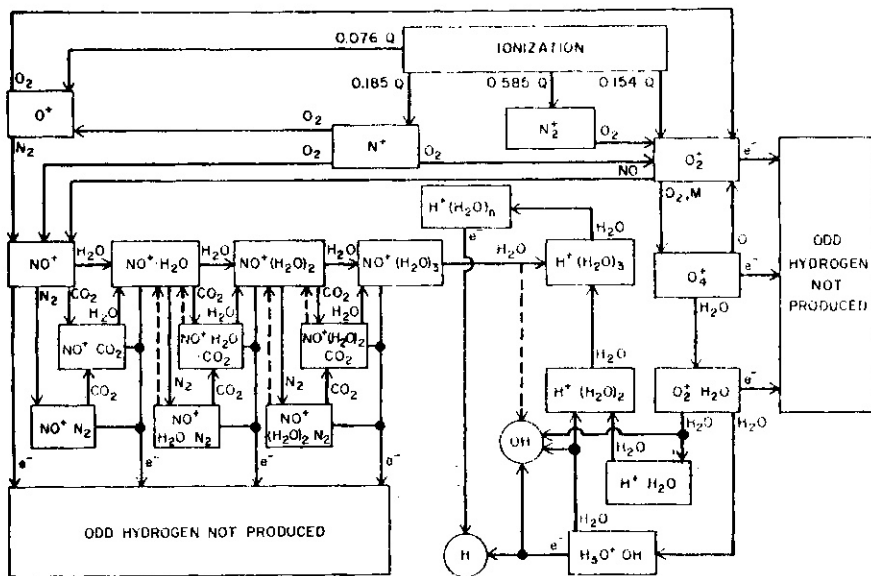 IONIZATION
0.076 Q
0.185 Q
0.585 Q
0.154 Q
O₂
O⁺
N₂
O₂
N⁺
O₂
O₂
N₂⁺
O₂
O₂⁺
e⁻
NO
O₂,M
O
ODD
HYDROGEN
NOT
PRODUCED
H⁺(H₂O)ₙ
e⁻
H₂O
NO⁺
H₂O
NO⁺·H₂O
H₂O
NO⁺(H₂O)₂
H₂O
NO⁺(H₂O)₃
H₂O
H⁺(H₂O)₃
O₄⁺
e⁻
H₂O
N₂
CO₂
H₂O
CO₂
H₂O
CO₂
H₂O
NO⁺ CO₂
NO⁺ H₂O
·CO₂
NO⁺(H₂O)₂
CO₂
H₂O
CO₂
N₂
CO₂
N₂
CO₂
H⁺(H₂O)₂
O₂⁺ H₂O
e⁻
NO⁺ N₂
NO⁺
H₂O N₂
NO⁺
(H₂O)₂ N₂
OH
H₂O
H₂O
H₂O
H⁺ H₂O
e⁻
e⁻
e⁻
e⁻
ODD HYDROGEN NOT PRODUCED
H₂O
H
e⁻
H₃O⁺ OH